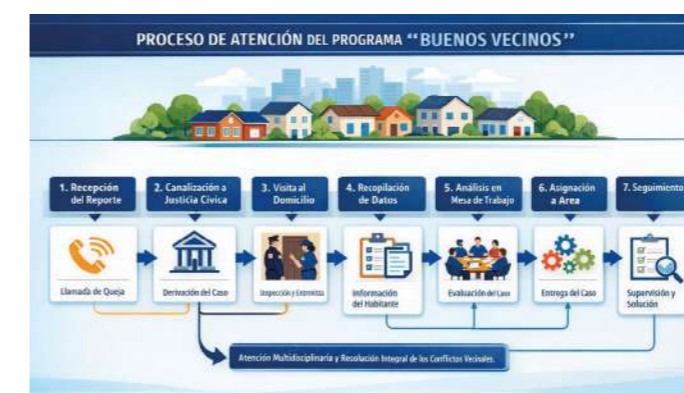 PROCESO DE ATENCIÓN DEL PROGRAMA “BUENOS VECINOS”
1. Recepción
del Reporte
2. Canalización a
Justicia Cívica
3. Visita al
Domicilio
4. Recopilación
de Datos
5. Análisis en
Mesa de Trabajo
6. Asignación
a Area
7. Seguimiento
Llamada de Queja
Derivación del Caso
Inspección y Entrevistas
Información
del Habitante
Evaluación del Caso
Entrega del Caso
Supervisión y
Solución
Atención Multidisciplinaria y Resolución Integral de los Conflictos Vecinales.